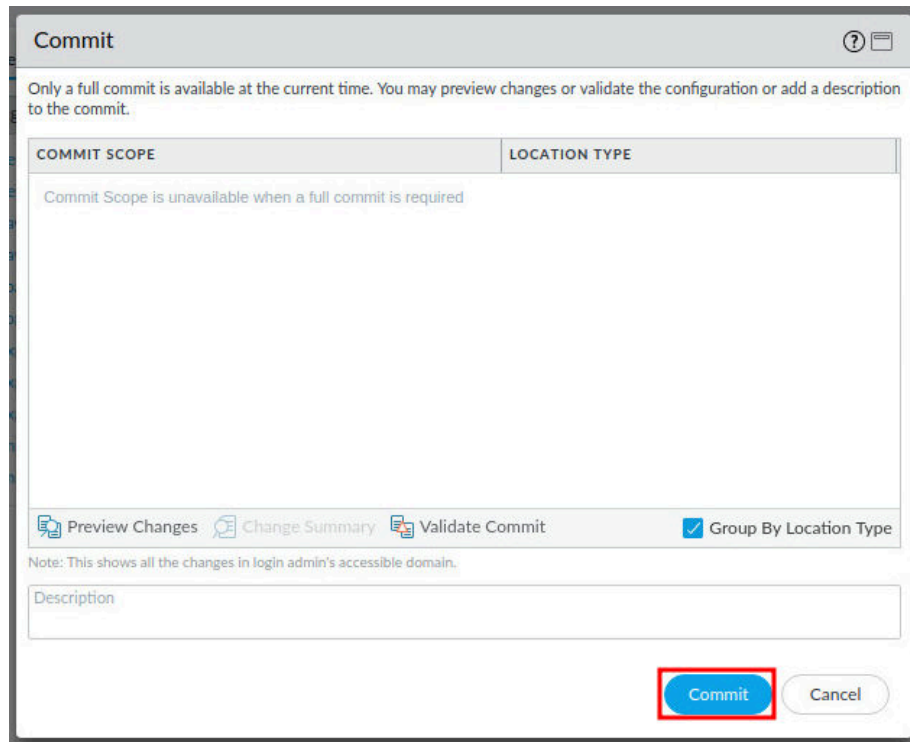 Commit
Only a full commit is available at the current time. You may preview changes or validate the configuration or add a description
to the commit.
COMMIT SCOPE LOCATION TYPE
Commit Scope is unavailable when a full commit is required
Preview Changes Change Summary Validate Commit Group By Location Type
Note: This shows all the changes in login admin's accessible domain.
Description
Commit Cancel